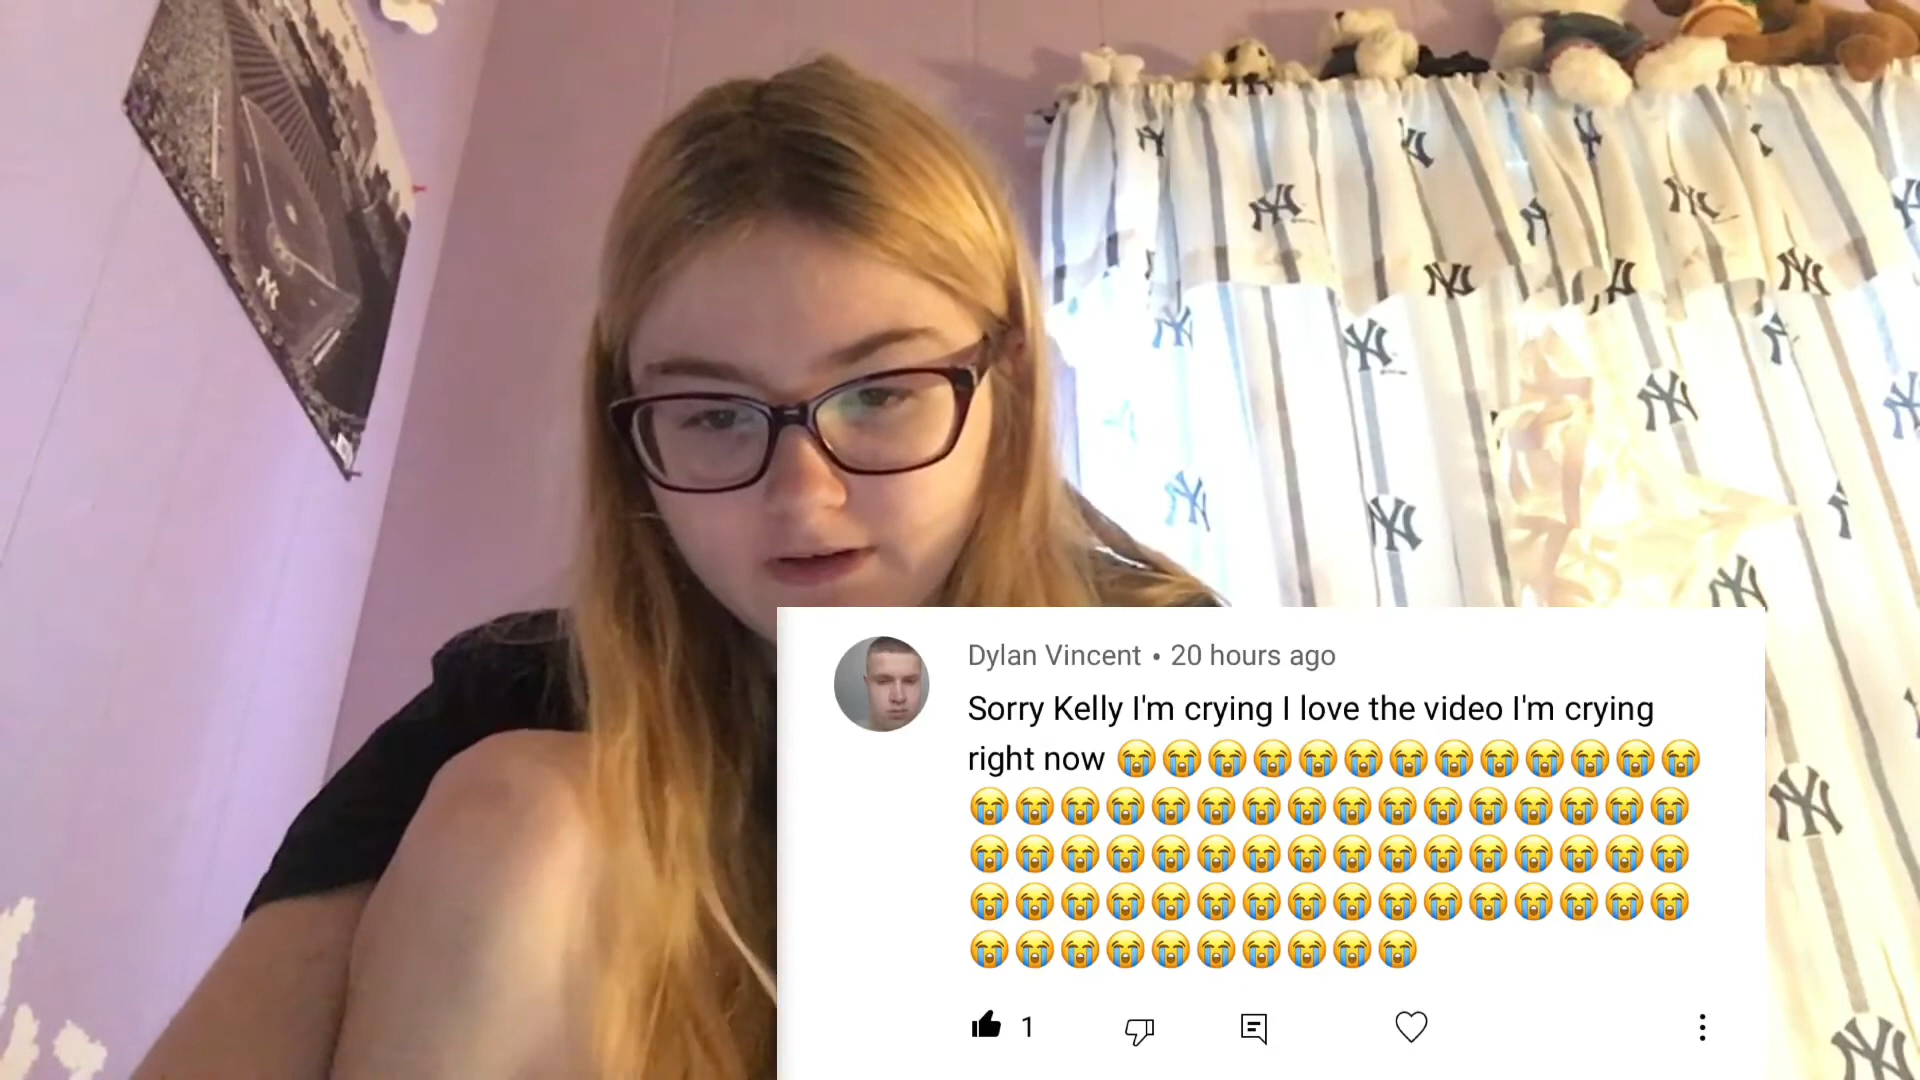 Dylan Vincent • 20 hours ago
Sorry Kelly I'm crying I love the video I'm crying
right now 😭😭😭😭😭😭😭😭😭😭😭😭😭
😭😭😭😭😭😭😭😭😭😭😭😭😭😭😭😭
😭😭😭😭😭😭😭😭😭😭😭😭😭😭😭😭
😭😭😭😭😭😭😭😭😭😭😭😭😭😭😭😭
😭😭😭😭😭😭😭😭😭😭
1